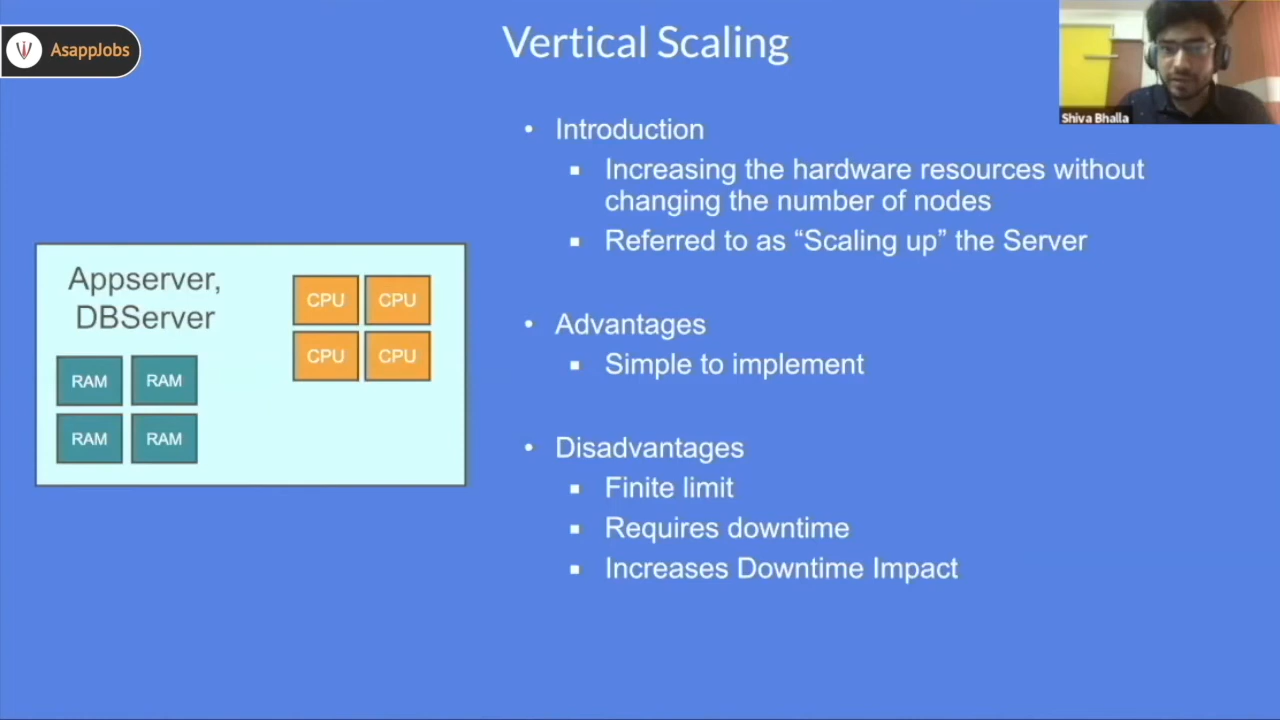 AsappJobs
Vertical Scaling
Shiva Bhalla
• Introduction
▪ Increasing the hardware resources without
changing the number of nodes
▪ Referred to as “Scaling up” the Server
• Advantages
▪ Simple to implement
• Disadvantages
▪ Finite limit
▪ Requires downtime
▪ Increases Downtime Impact
Appserver,
DBServer
CPU CPU
CPU CPU
RAM RAM
RAM RAM